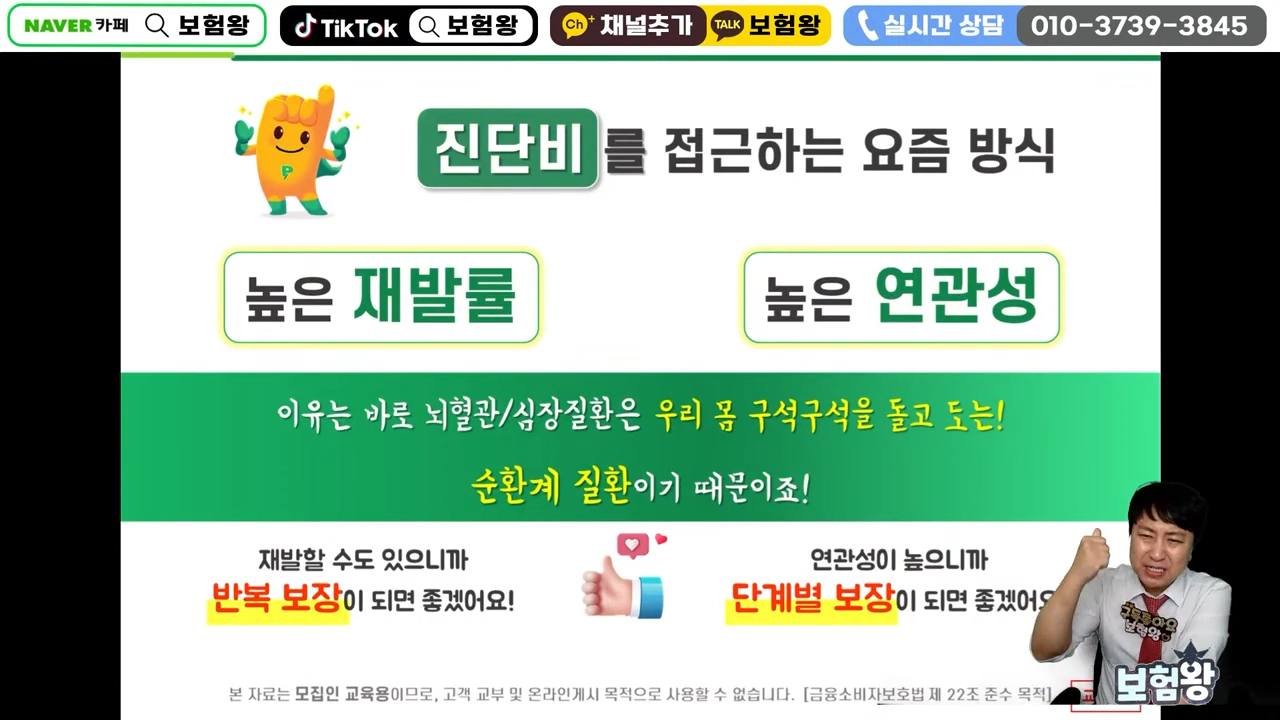 NAVER 카페 보험왕 TikTok 보험왕 Ch+ 채널추가 TALK 보험왕 실시간 상담 010-3739-3845
진단비를 접근하는 요즘 방식
P
높은 재발률
높은 연관성
이유는 바로 뇌혈관/심장질환은 우리 몸 구석구석을 돌고 도는!
순환계 질환이기 때문이죠!
재발할 수도 있으니까
반복 보장이 되면 좋겠어요!
연관성이 높으니까
단계별 보장이 되면 좋겠어요
구독좋아요
보험왕
보험왕
본 자료는 모집인 교육용이므로, 고객 교부 및 온라인게시 목적으로 사용할 수 없습니다. [금융소비자보호법 제 22조 준수 목적]